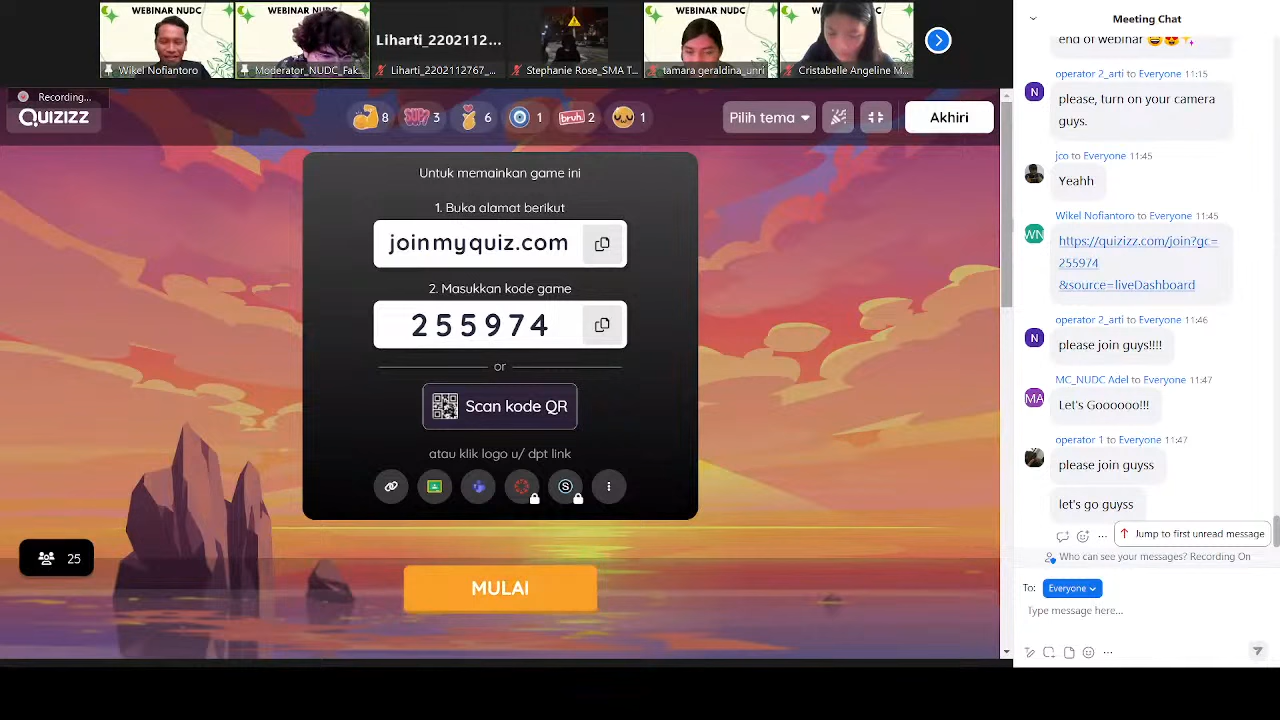 WEBINAR NUDC
Wikel Nofiantoro
Moderator_NUDC_Fak...
Liharti_2202112...
Liharti_2202112767_...
Stephanie Rose_SMA T...
WEBINAR NUDC
tamara geraldina_unri
Cristabelle Angeline M...
Recording...
Quizizz
8
SUP?
3
6
1
bruh
2
1
Pilih tema
Akhiri
Untuk memainkan game ini
1. Buka alamat berikut
joinmyquiz.com
2. Masukkan kode game
255974
or
Scan kode QR
atau klik logo u/ dpt link
25
MULAI
Meeting Chat
end of webinar 😄😍✨
operator 2_arti to Everyone 11:15
N
please, turn on your camera
guys.
jco to Everyone 11:45
Yeahh
Wikel Nofiantoro to Everyone 11:45
WN
https://quizizz.com/join?gc=
255974
&source=liveDashboard
operator 2_arti to Everyone 11:46
N
please join guys!!!!
MC_NUDC Adel to Everyone 11:47
MA
Let's Goooooo!!!
operator 1 to Everyone 11:47
please join guyss
let's go guyss
Jump to first unread message
Who can see your messages? Recording On
To: Everyone
Type message here...